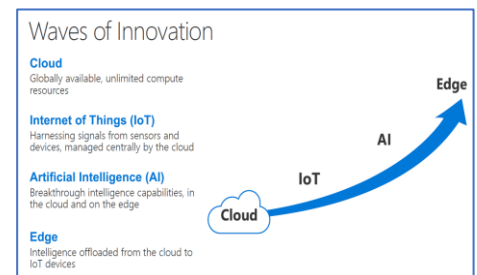 Waves of Innovation
Cloud
Globally available, unlimited compute
resources
Internet of Things (IoT)
Harnessing signals from sensors and
devices, managed centrally by the cloud
Artificial Intelligence (AI)
Breakthrough intelligence capabilities, in
the cloud and on the edge
Edge
Intelligence offloaded from the cloud to
IoT devices
Edge
AI
IoT
Cloud